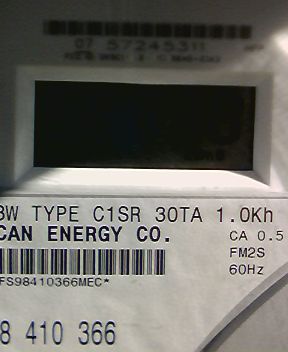 07 57245311
3W TYPE C1SR 30TA 1.0Kh
CAN ENERGY CO.
CA 0.5
FM2S
60Hz
FS98410366MEC*
8 410 366